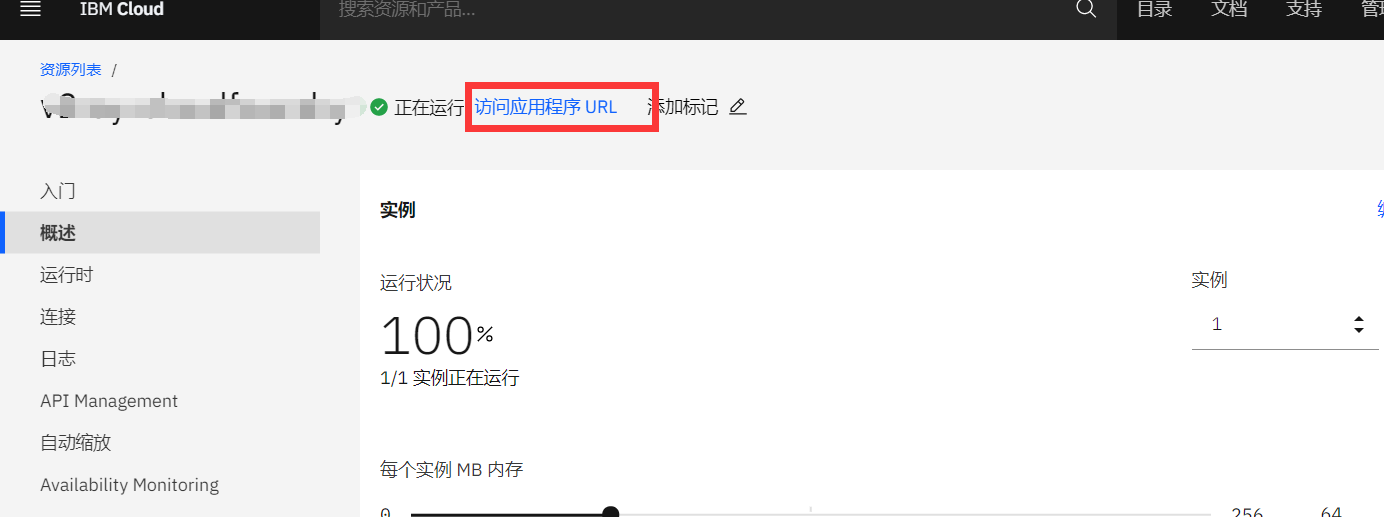 IBM Cloud 搜索资源和产品... 目录 文档 支持
资源列表 /
正在运行 访问应用程序 URL 添加标记
入门
实例
概述
运行时
运行状况 实例
连接
100% 1
日志
1/1 实例正在运行
API Management
自动缩放
每个实例 MB 内存
Availability Monitoring
0 256 64